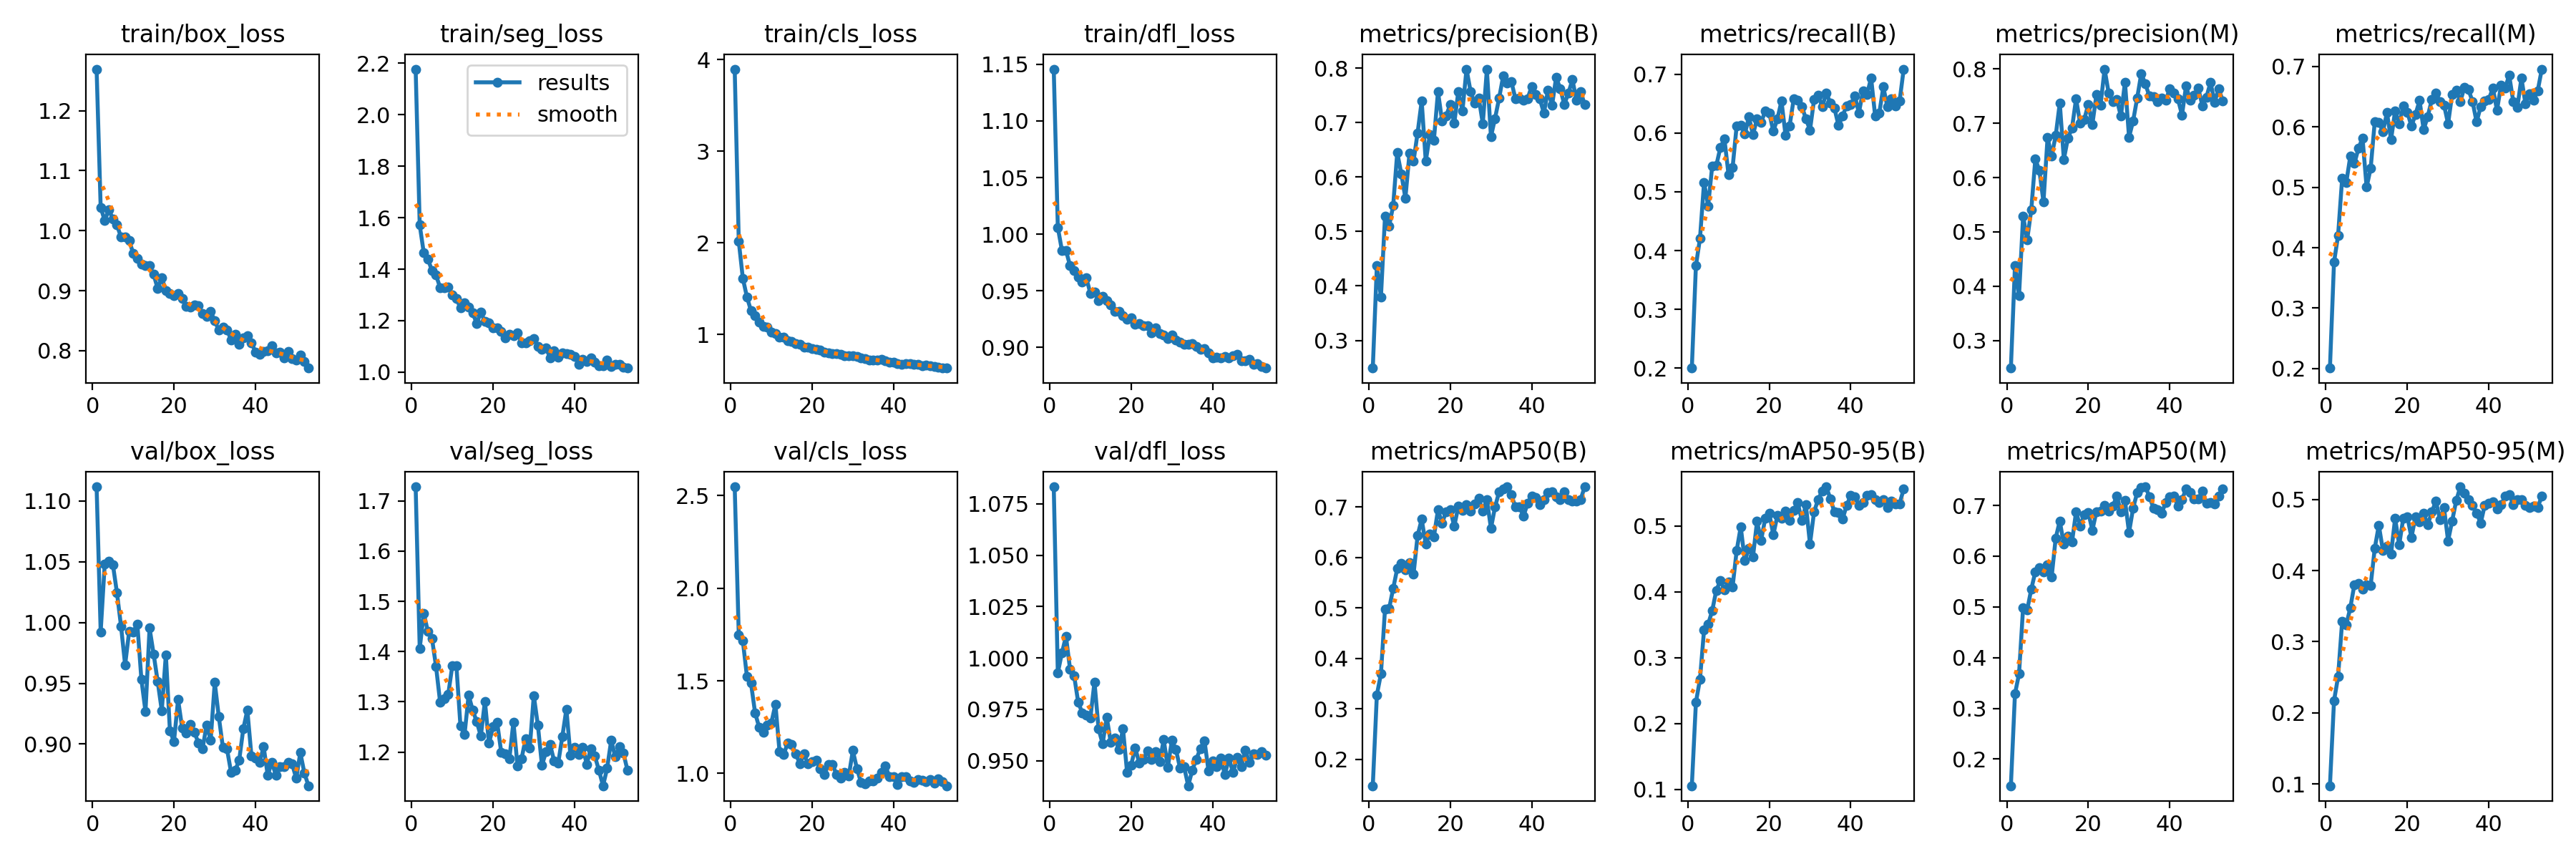 train/box_loss
1.2
1.1
1.0
0.9
0.8
0 20 40
train/seg_loss
results
smooth
2.2
2.0
1.8
1.6
1.4
1.2
1.0
0 20 40
train/cls_loss
4
3
2
1
0 20 40
train/dfl_loss
1.15
1.10
1.05
1.00
0.95
0.90
0 20 40
metrics/precision(B)
0.8
0.7
0.6
0.5
0.4
0.3
0 20 40
metrics/recall(B)
0.7
0.6
0.5
0.4
0.3
0.2
0 20 40
metrics/precision(M)
0.8
0.7
0.6
0.5
0.4
0.3
0 20 40
metrics/recall(M)
0.7
0.6
0.5
0.4
0.3
0.2
0 20 40
val/box_loss
1.10
1.05
1.00
0.95
0.90
0 20 40
val/seg_loss
1.7
1.6
1.5
1.4
1.3
1.2
0 20 40
val/cls_loss
2.5
2.0
1.5
1.0
0 20 40
val/dfl_loss
1.075
1.050
1.025
1.000
0.975
0.950
0 20 40
metrics/mAP50(B)
0.7
0.6
0.5
0.4
0.3
0.2
0 20 40
metrics/mAP50-95(B)
0.5
0.4
0.3
0.2
0.1
0 20 40
metrics/mAP50(M)
0.7
0.6
0.5
0.4
0.3
0.2
0 20 40
metrics/mAP50-95(M)
0.5
0.4
0.3
0.2
0.1
0 20 40